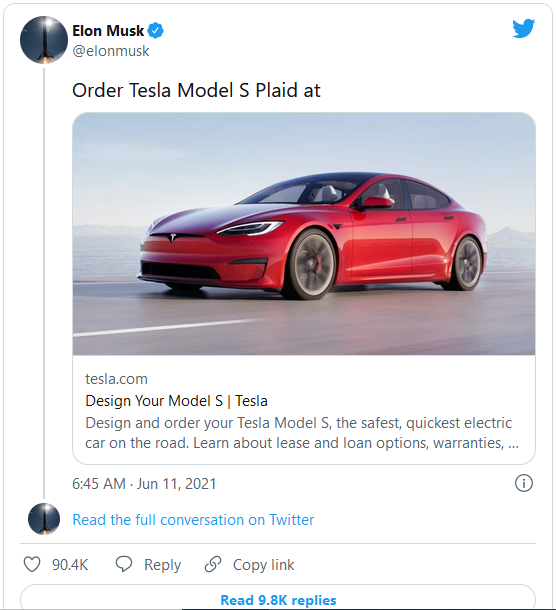 Elon Musk
@elonmusk
Order Tesla Model S Plaid at
tesla.com
Design Your Model S | Tesla
Design and order your Tesla Model S, the safest, quickest electric
car on the road. Learn about lease and loan options, warranties, ...
6:45 AM · Jun 11, 2021
Read the full conversation on Twitter
90.4K
Reply
Copy link
Read 9.8K replies